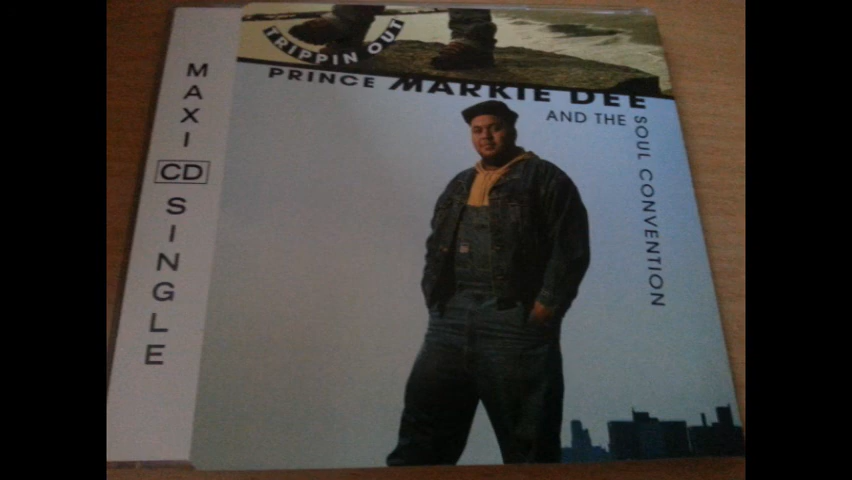 TRIPPIN OUT
PRINCE MARKIE DEE
AND THE SOUL CONVENTION
MAXI CD SINGLE